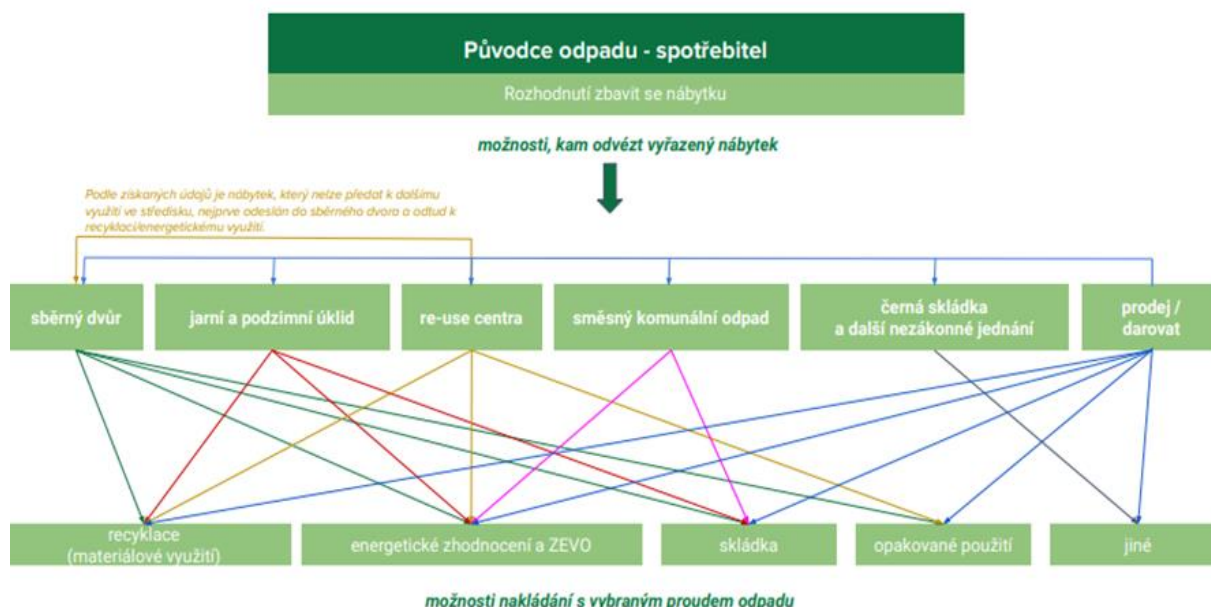 Původce odpadu - spotřebitel
Rozhodnutí zbavit se nábytku
možnosti, kam odvézt vyřazený nábytek
Podle získaných údajů je nábytek, který nelze předat k dalšímu
využití ve středisku, nejprve odeslán do sběrného dvora a odtud k
recyklaci/energetickému využití.
sběrný dvůr
jarní a podzimní úklid
re-use centra
směsný komunální odpad
černá skládka
a další nezákonné jednání
prodej /
darovat
recyklace
(materiálové využití)
energetické zhodnocení a ZEVO
skládka
opakované použití
jiné
možnosti nakládání s vybraným proudem odpadu